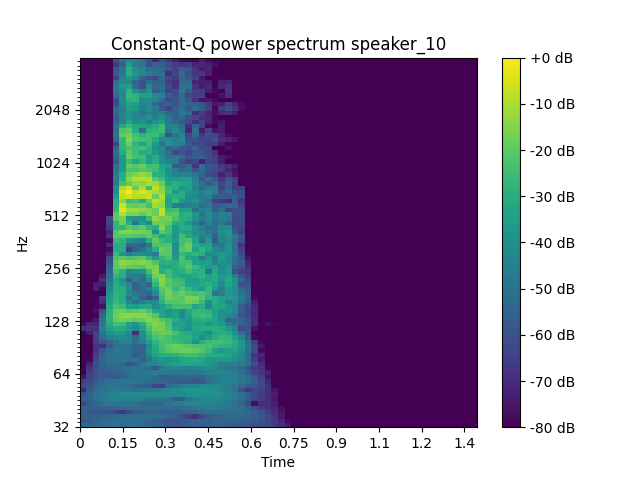 Constant-Q power spectrum speaker_10
Hz
2048
1024
512
256
128
64
32
0 0.15 0.3 0.45 0.6 0.75 0.9 1.1 1.2 1.4
Time
+0 dB
-10 dB
-20 dB
-30 dB
-40 dB
-50 dB
-60 dB
-70 dB
-80 dB